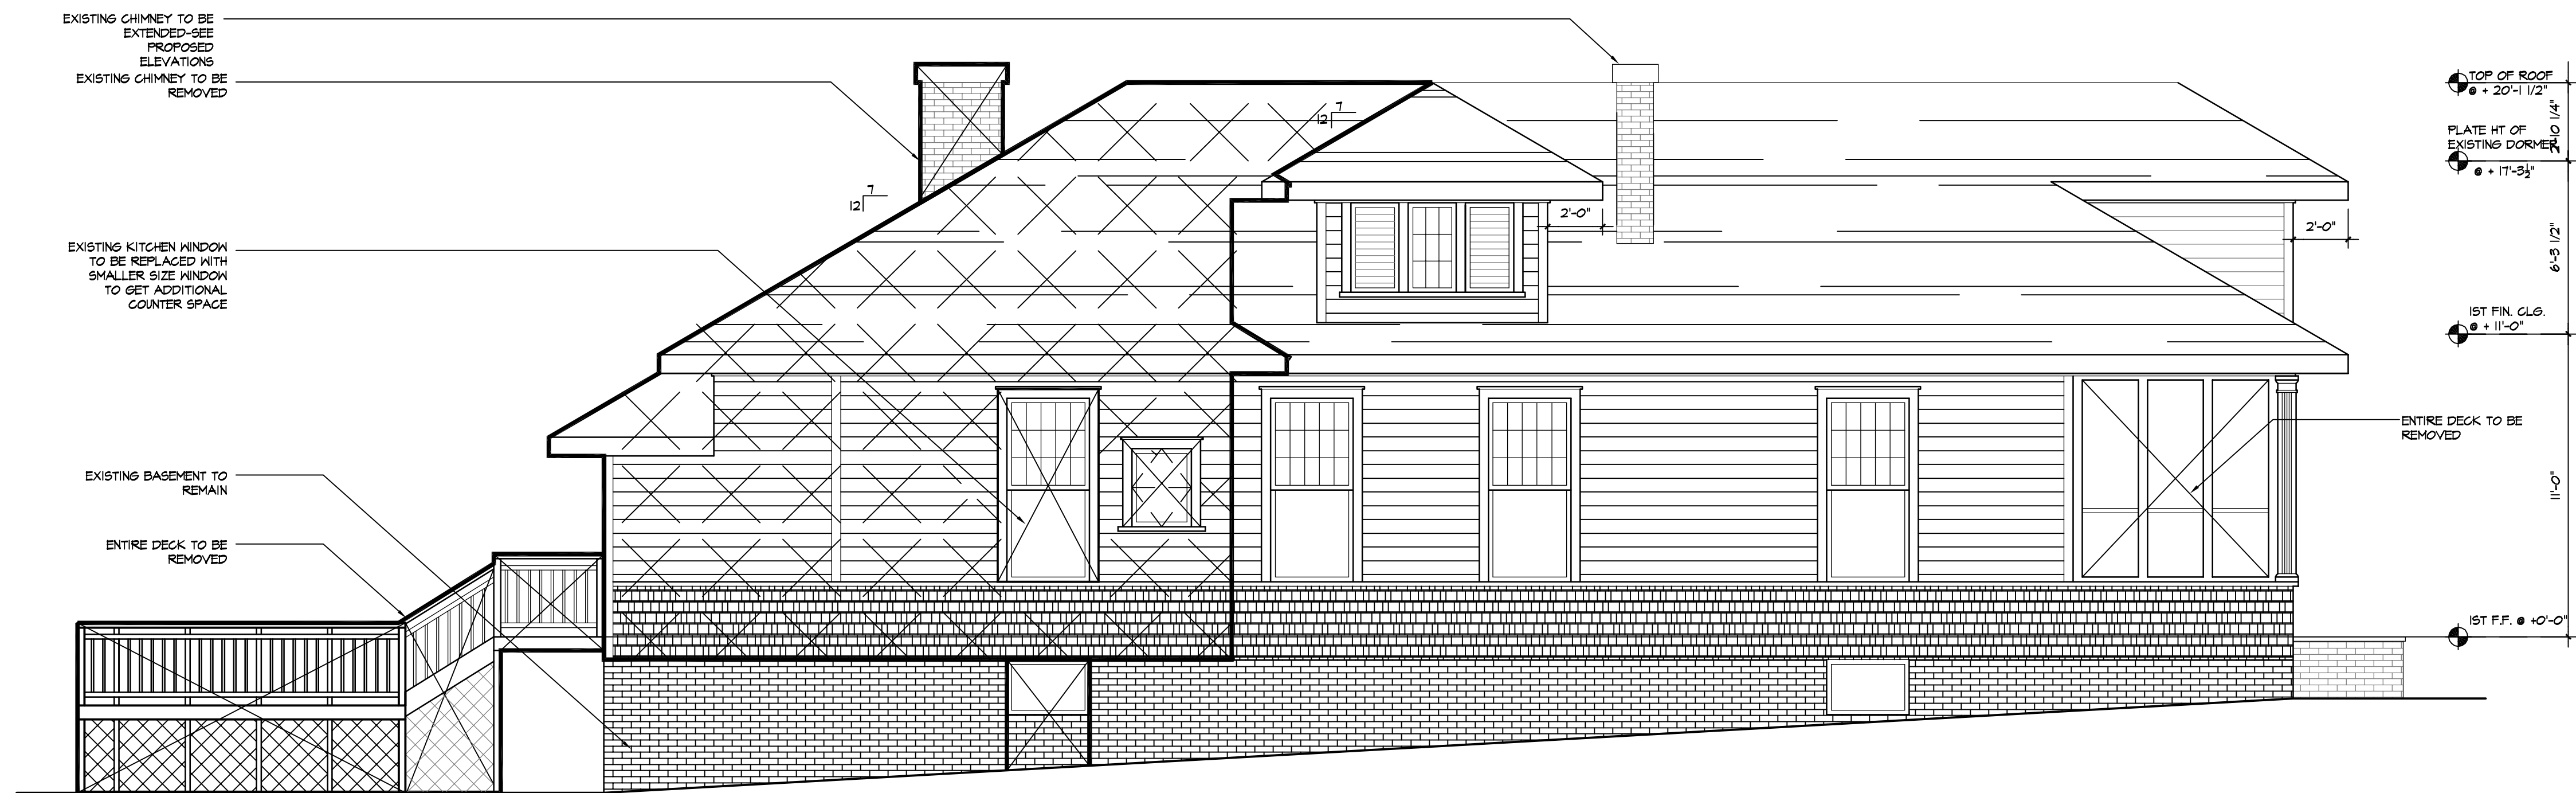 EXISTING CHIMNEY TO BE
EXTENDED-SEE
PROPOSED
ELEVATIONS
EXISTING CHIMNEY TO BE
REMOVED
7
12
7
12
EXISTING KITCHEN WINDOW
TO BE REPLACED WITH
SMALLER SIZE WINDOW
TO GET ADDITIONAL
COUNTER SPACE
EXISTING BASEMENT TO
REMAIN
ENTIRE DECK TO BE
REMOVED
2'-0"
2'-0"
ENTIRE DECK TO BE
REMOVED
TOP OF ROOF
@ + 20'-1 1/2"
2'-10 1/4"
PLATE HT OF
EXISTING DORMER
@ + 17'-3½"
6'-3 1/2"
1ST FIN. CLG.
@ + 11'-0"
11'-0"
1ST F.F. @ +0'-0"